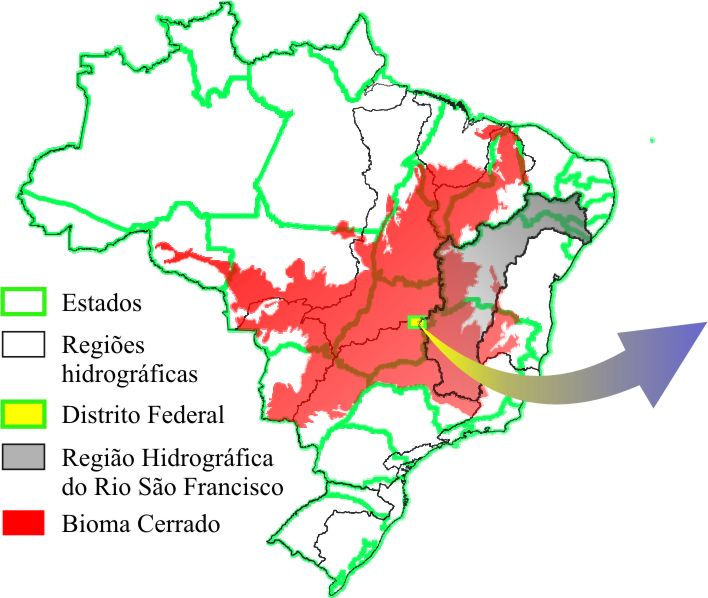 Estados
Regiões
hidrográficas
Distrito Federal
Região Hidrográfica
do Rio São Francisco
Bioma Cerrado